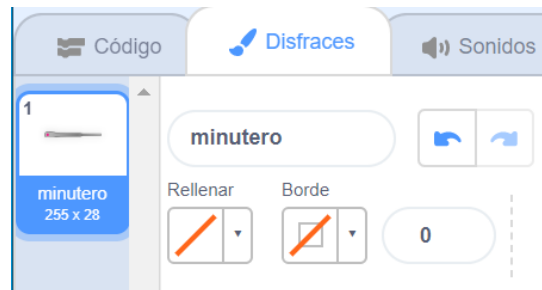 Código
Disfraces
Sonidos
1
minutero
255 x 28
minutero
Rellenar
Borde
0